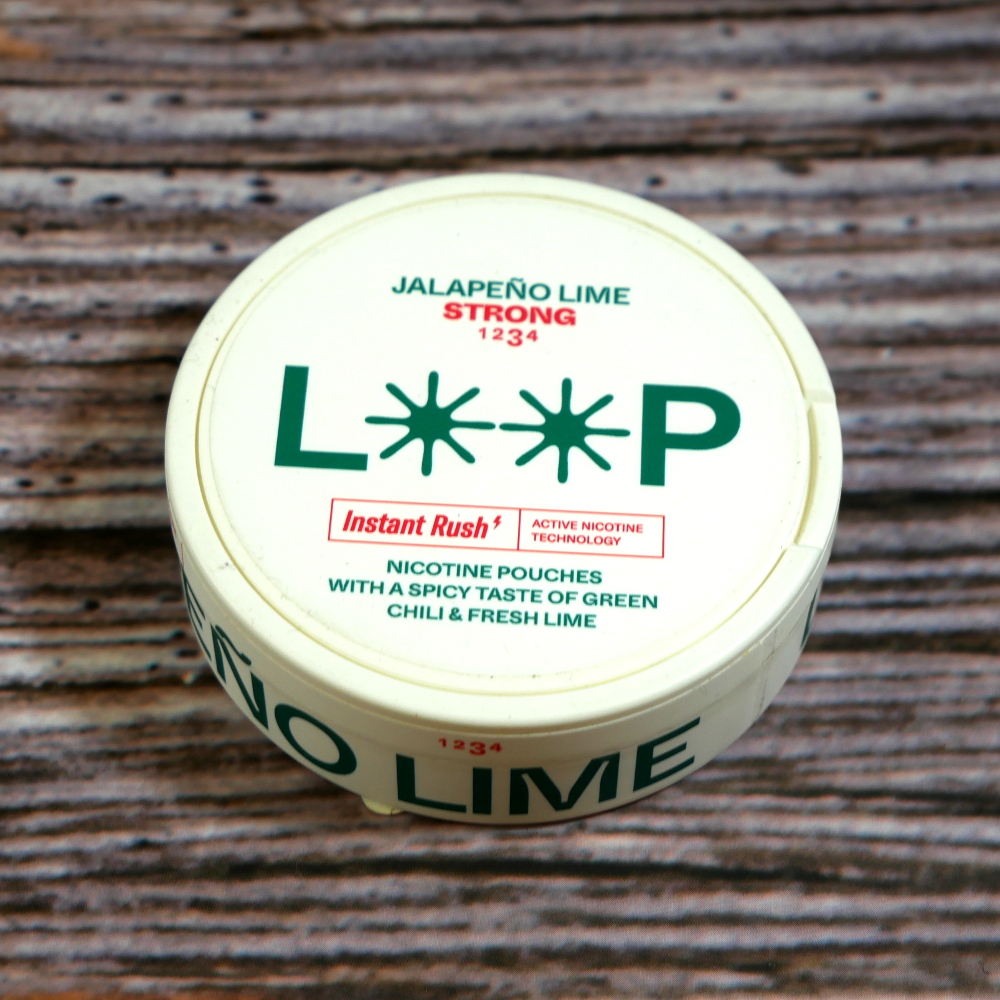 JALAPEÑO LIME
STRONG
1234
L**P
Instant Rush
ACTIVE NICOTINE
TECHNOLOGY
NICOTINE POUCHES
WITH A SPICY TASTE OF GREEN
CHILI & FRESH LIME
1234
EÑO LIME